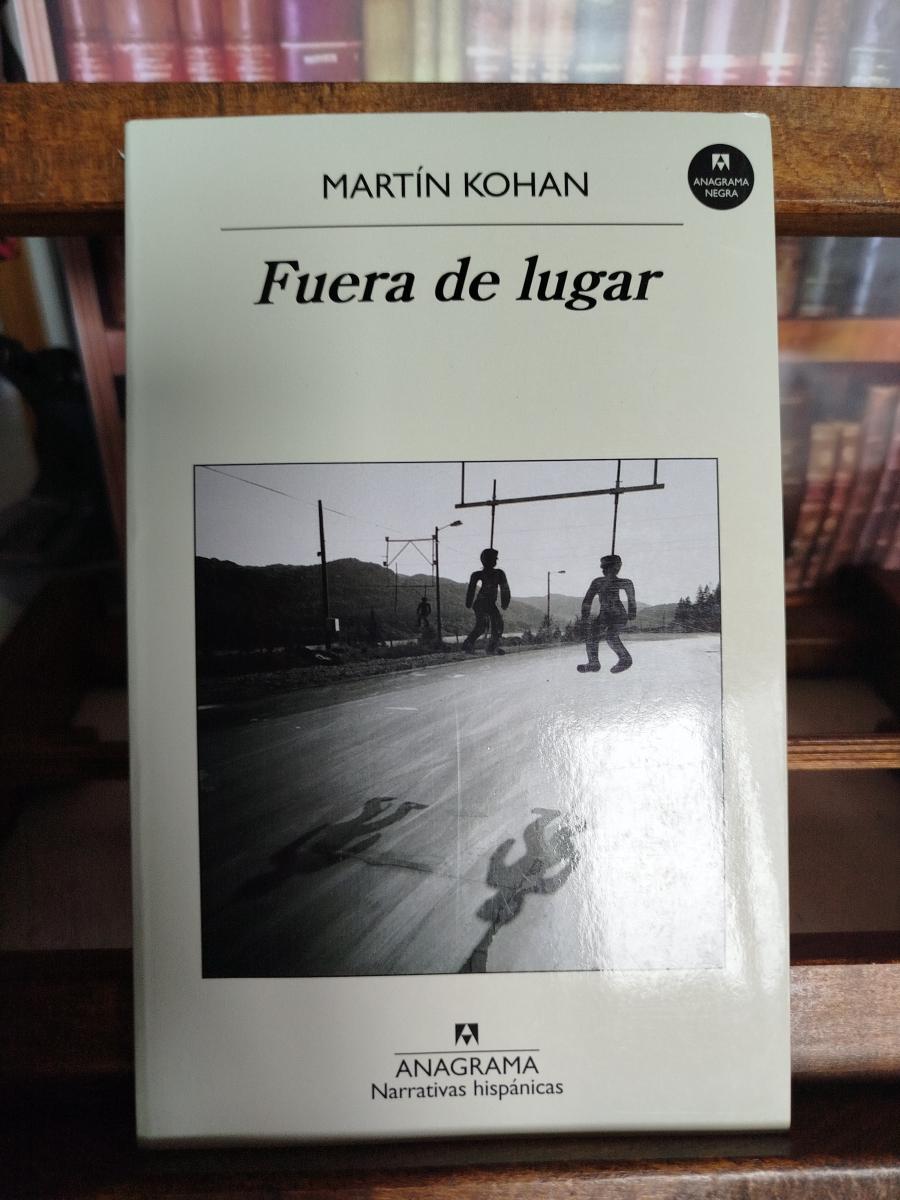 MARTÍN KOHAN
ANAGRAMA
NEGRA
Fuera de lugar
ANAGRAMA
Narrativas hispánicas